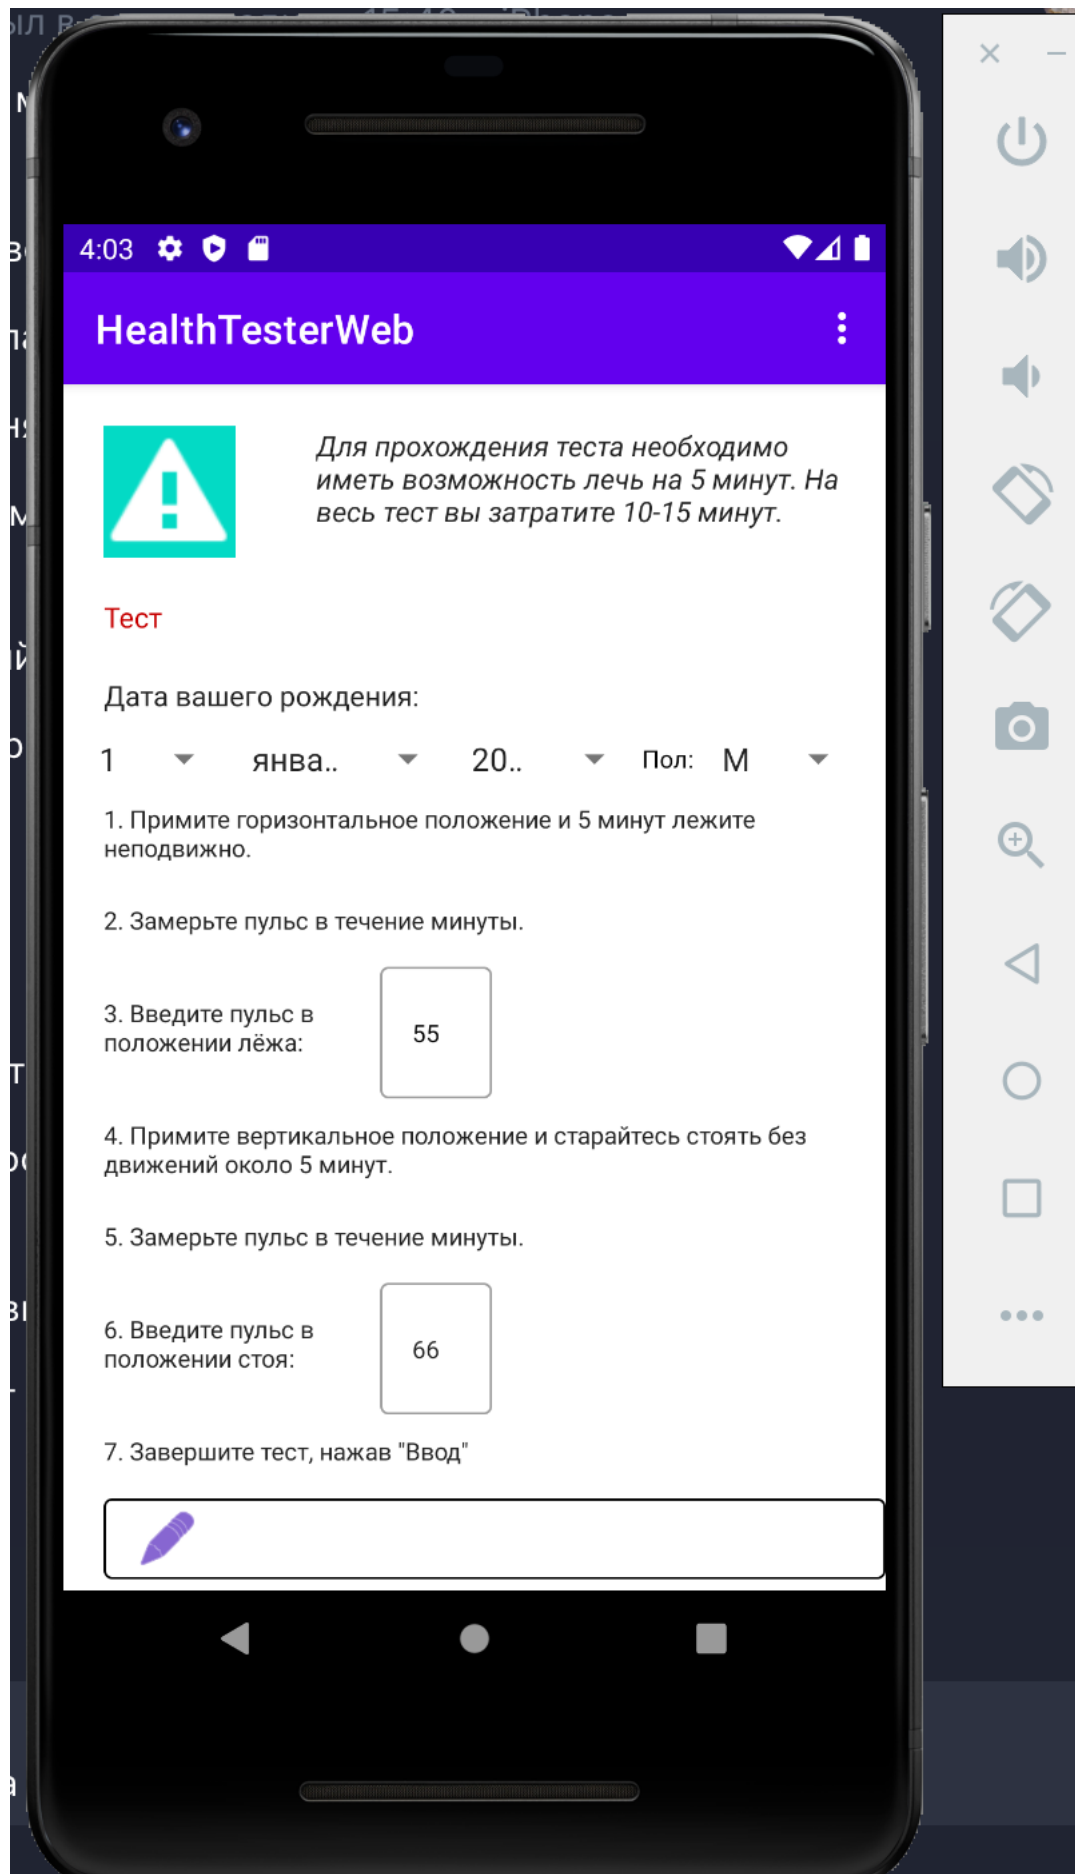 4:03
HealthTesterWeb
Для прохождения теста необходимо
иметь возможность лечь на 5 минут. На
весь тест вы затратите 10-15 минут.
Тест
Дата вашего рождения:
1 янва.. 20.. Пол: М
1. Примите горизонтальное положение и 5 минут лежите
неподвижно.
2. Замерьте пульс в течение минуты.
3. Введите пульс в
положении лёжа:
55
4. Примите вертикальное положение и старайтесь стоять без
движений около 5 минут.
5. Замерьте пульс в течение минуты.
6. Введите пульс в
положении стоя:
66
7. Завершите тест, нажав "Ввод"